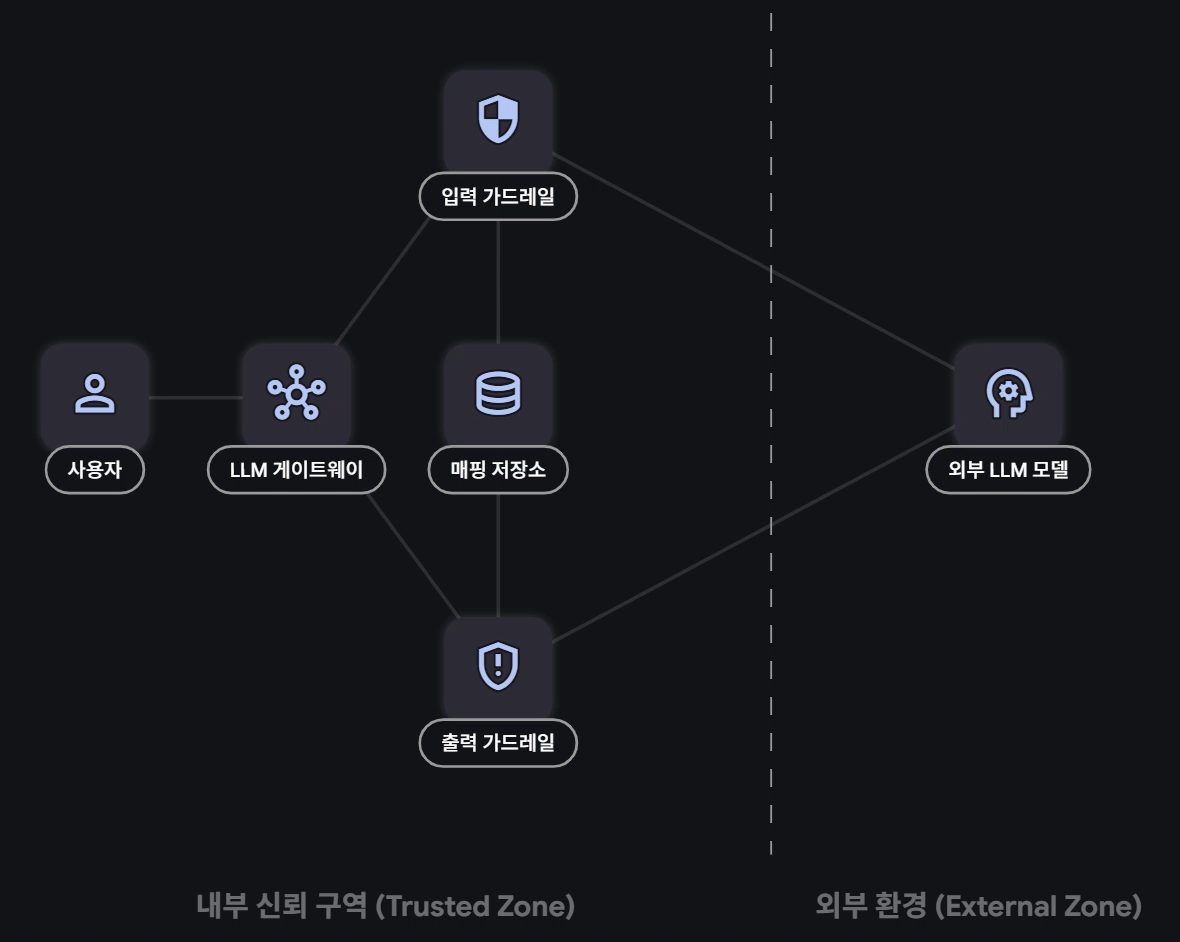 입력 가드레일
사용자
LLM 게이트웨이
매핑 저장소
외부 LLM 모델
출력 가드레일
내부 신뢰 구역 (Trusted Zone)
외부 환경 (External Zone)